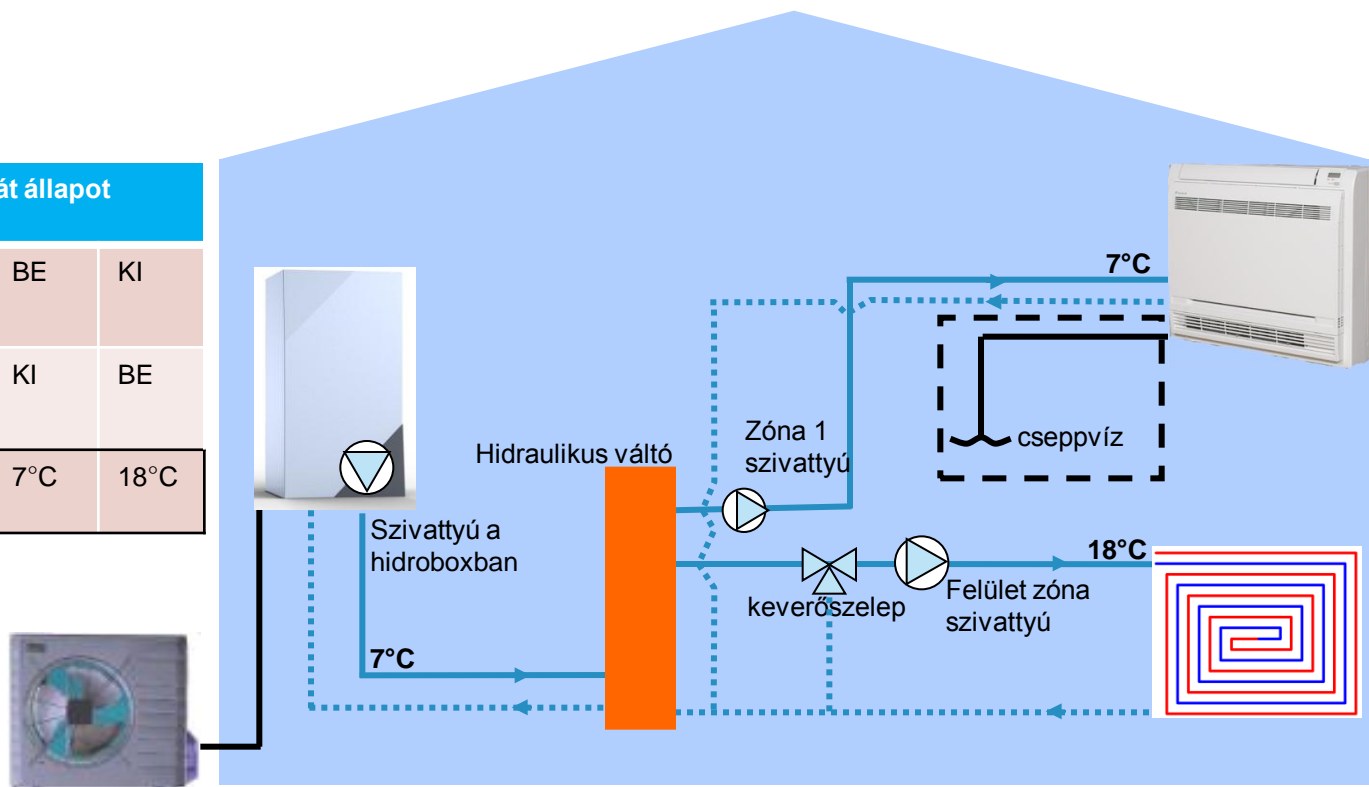 át állapot
BE KI
KI BE
7°C 18°C
7°C
cseppvíz
Zóna 1
szivattyú
Hidraulikus váltó
Szivattyú a
hidroboxban
18°C
keverőszelep
Felület zóna
szivattyú
7°C